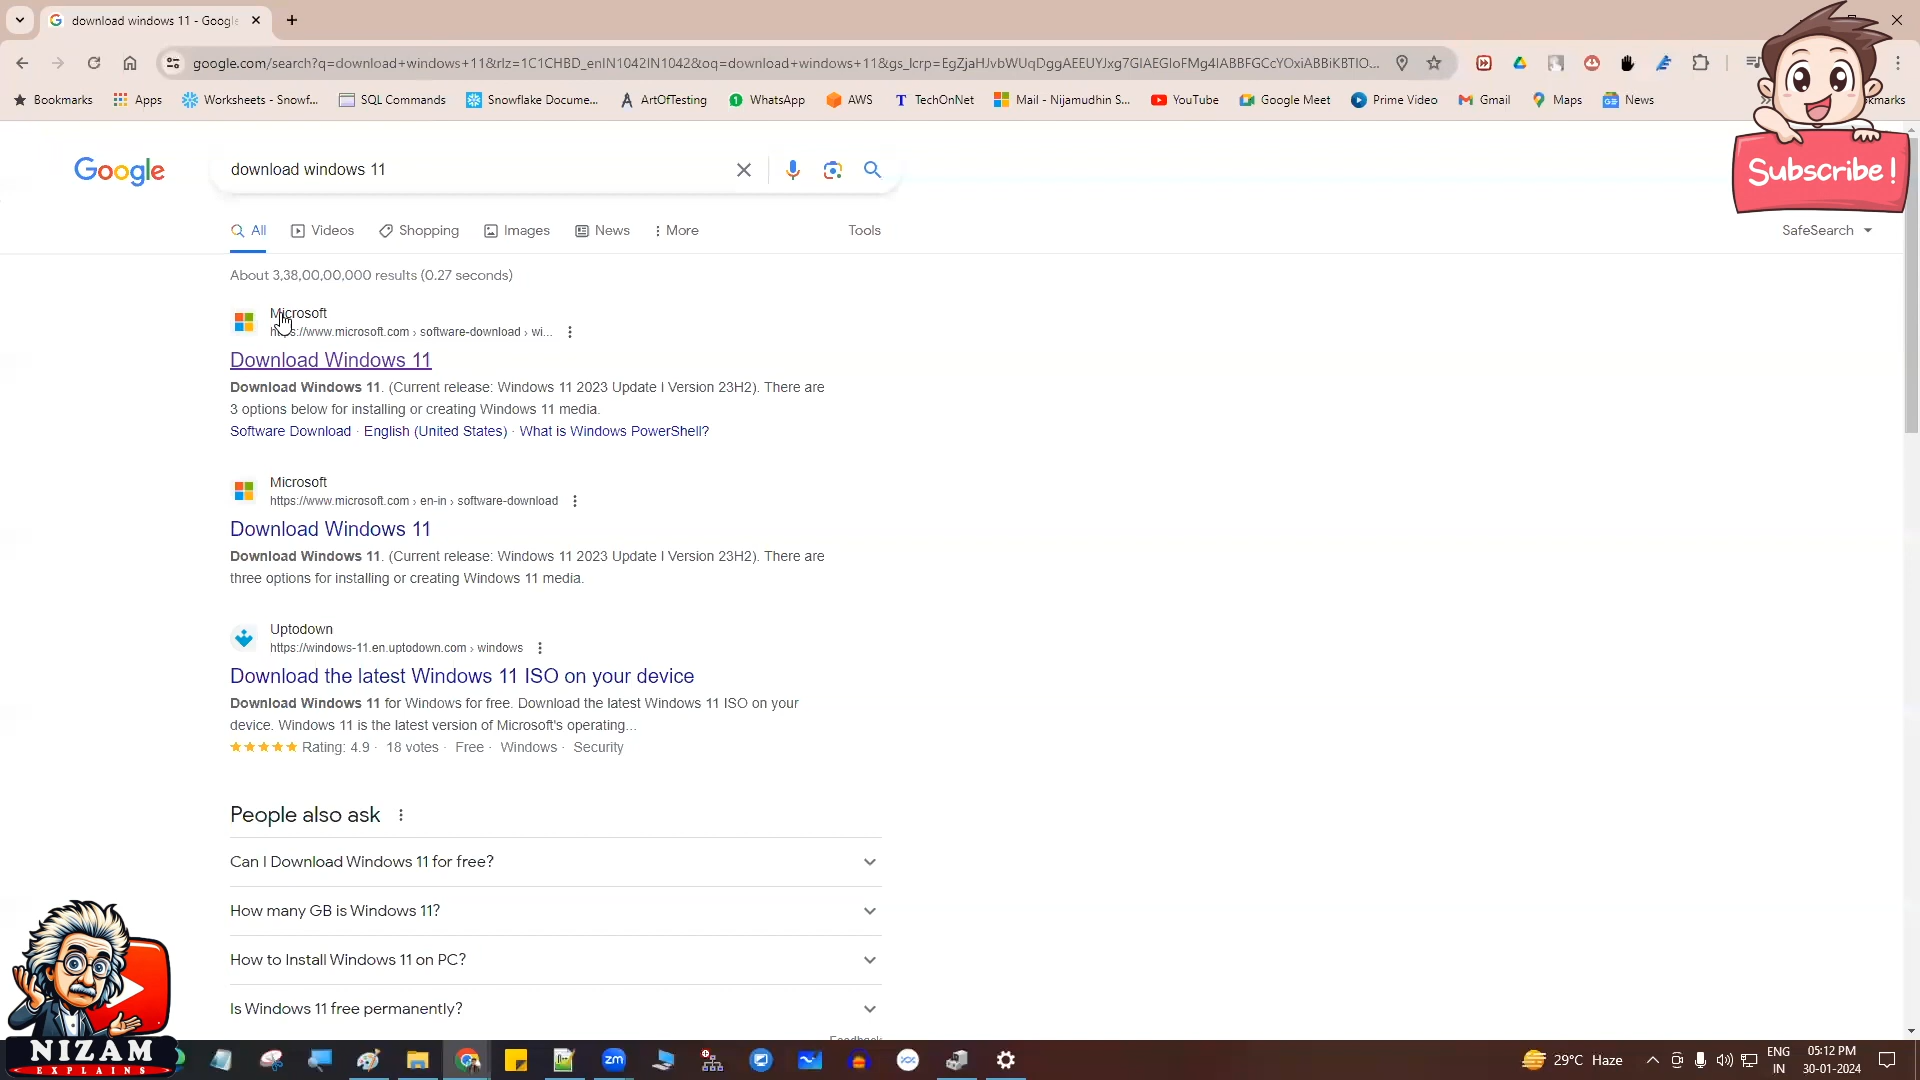 download windows 11 - Google
google.com/search?q=download+windows+11&rlz=1C1CHBD_enIN1042IN1042&oq=download+windows+11&gs_lcrp=EgZjaHJvbWUqDggAEEUYJxg7GIAEGIoFMg4IABBFGCcYOxiABBiKBTIO...
Bookmarks Apps Worksheets - Snowf... SQL Commands Snowflake Docume... ArtOfTesting WhatsApp AWS TechOnNet Mail - Nijamudhin S... YouTube Google Meet Prime Video Gmail Maps News
Subscribe!
Google
download windows 11
All Videos Shopping Images News More Tools SafeSearch
About 3,38,00,00,000 results (0.27 seconds)
Microsoft
https://www.microsoft.com › software-download › wi...
Download Windows 11
Download Windows 11. (Current release: Windows 11 2023 Update l Version 23H2). There are
3 options below for installing or creating Windows 11 media.
Software Download · English (United States) · What is Windows PowerShell?
Microsoft
https://www.microsoft.com › en-in › software-download
Download Windows 11
Download Windows 11. (Current release: Windows 11 2023 Update l Version 23H2). There are
three options for installing or creating Windows 11 media.
Uptodown
https://windows-11.en.uptodown.com › windows
Download the latest Windows 11 ISO on your device
Download Windows 11 for Windows for free. Download the latest Windows 11 ISO on your
device. Windows 11 is the latest version of Microsoft's operating...
Rating: 4.9 · 18 votes · Free · Windows · Security
People also ask
Can I Download Windows 11 for free?
How many GB is Windows 11?
How to Install Windows 11 on PC?
Is Windows 11 free permanently?
Feedback
NIZAM
EXPLAINS
zm
29°C Haze
ENG
IN
05:12 PM
30-01-2024